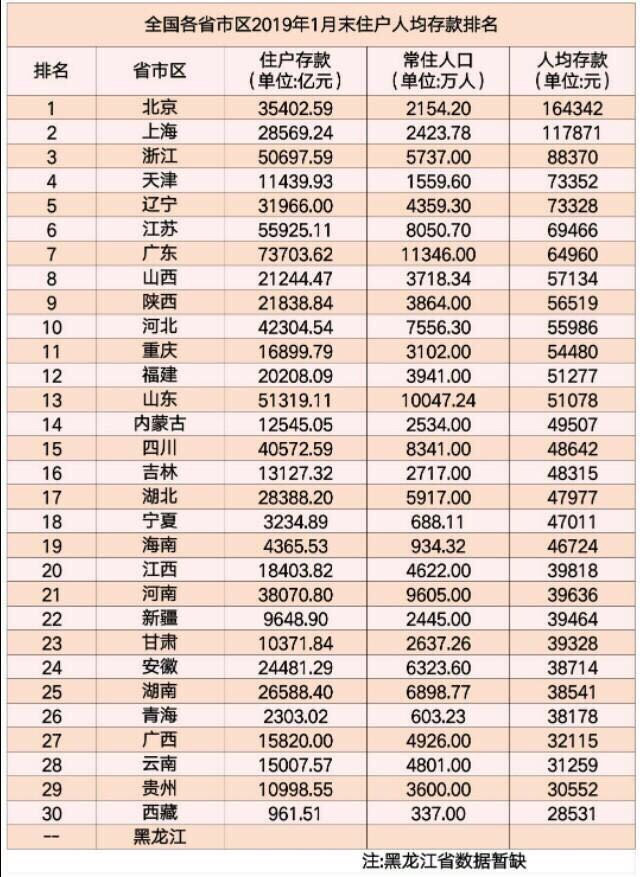 全国各省市区2019年1月末住户人均存款排名
排名 省市区 住户存款 常住人口 人均存款
(单位:亿元) (单位:万人) (单位:元)
1 北京 35402.59 2154.20 164342
2 上海 28569.24 2423.78 117871
3 浙江 50697.59 5737.00 88370
4 天津 11439.93 1559.60 73352
5 辽宁 31966.00 4359.30 73328
6 江苏 55925.11 8050.70 69466
7 广东 73703.62 11346.00 64960
8 山西 21244.47 3718.34 57134
9 陕西 21838.84 3864.00 56519
10 河北 42304.54 7556.30 55986
11 重庆 16899.79 3102.00 54480
12 福建 20208.09 3941.00 51277
13 山东 51319.11 10047.24 51078
14 内蒙古 12545.05 2534.00 49507
15 四川 40572.59 8341.00 48642
16 吉林 13127.32 2717.00 48315
17 湖北 28388.20 5917.00 47977
18 宁夏 3234.89 688.11 47011
19 海南 4365.53 934.32 46724
20 江西 18403.82 4622.00 39818
21 河南 38070.80 9605.00 39636
22 新疆 9648.90 2445.00 39464
23 甘肃 10371.84 2637.26 39328
24 安徽 24481.29 6323.60 38714
25 湖南 26588.40 6898.77 38541
26 青海 2303.02 603.23 38178
27 广西 15820.00 4926.00 32115
28 云南 15007.57 4801.00 31259
29 贵州 10998.55 3600.00 30552
30 西藏 961.51 337.00 28531
-- 黑龙江
注:黑龙江省数据暂缺